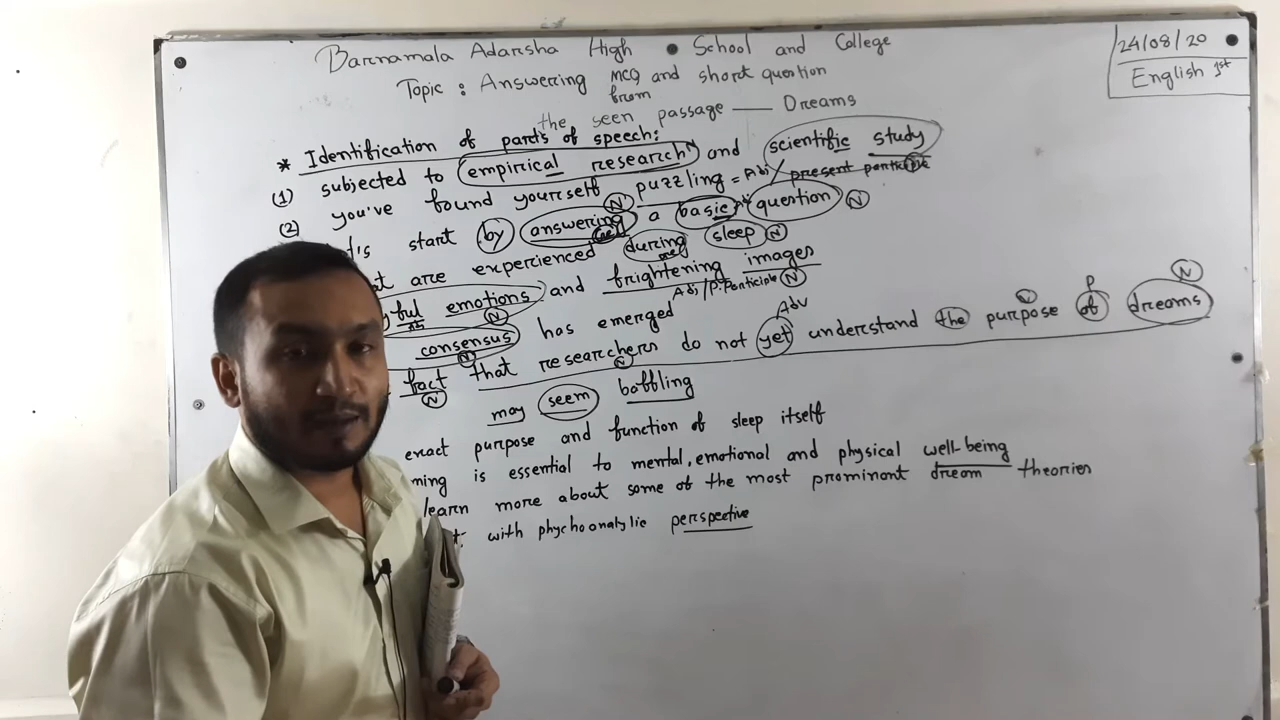 Barnamala Adarsha High School and College
24/08/20
English 1st
Topic : Answering MCQ and short question
from
the seen passage — Dreams
* Identification of parts of speech:
(1) subjected to empirical research N and scientific study
(2) you've found yourself puzzling = Adj / present participle
start by answering a basic question N
are experienced during sleep N
ful emotions and frightening images
N Adj/P. Participle N
consensus has emerged
N Adv N P N
fact that researchers do not yet understand the purpose of dreams
N N
may seem baffling
exact purpose and function of sleep itself
ming is essential to mental, emotional and physical well-being
learn more about some of the most prominant dream theories
with phychoanalytic perspective